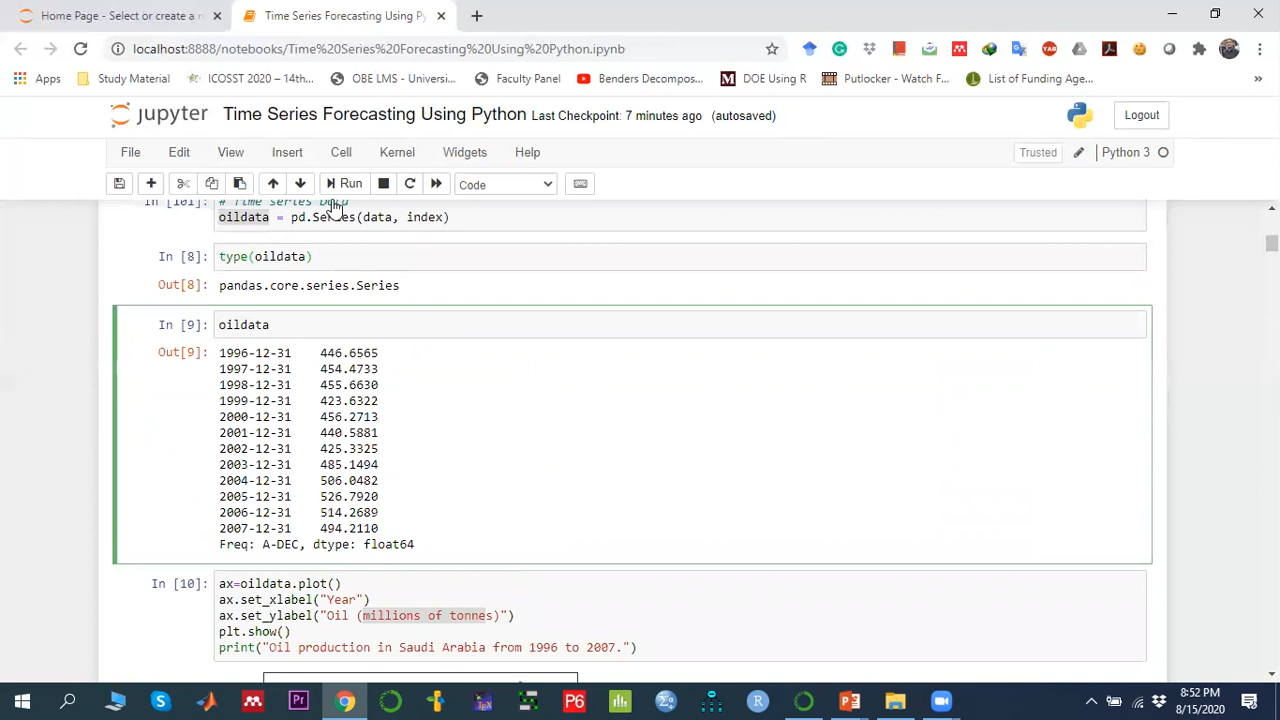 Home Page - Select or create a n
Time Series Forecasting Using Py
localhost:8888/notebooks/Time%20Series%20Forecasting%20Using%20Python.ipynb
Apps
Study Material
ICOSST 2020 – 14th...
OBE LMS - Universi...
Faculty Panel
Benders Decompos...
DOE Using R
Putlocker - Watch F...
List of Funding Age...
»
jupyter Time Series Forecasting Using Python Last Checkpoint: 7 minutes ago (autosaved)
Logout
File Edit View Insert Cell Kernel Widgets Help
Trusted
Python 3
Run
Code
In [101]: # Time series Data
oildata = pd.Series(data, index)
In [8]: type(oildata)
Out[8]: pandas.core.series.Series
In [9]: oildata
Out[9]: 1996-12-31 446.6565
1997-12-31 454.4733
1998-12-31 455.6630
1999-12-31 423.6322
2000-12-31 456.2713
2001-12-31 440.5881
2002-12-31 425.3325
2003-12-31 485.1494
2004-12-31 506.0482
2005-12-31 526.7920
2006-12-31 514.2689
2007-12-31 494.2110
Freq: A-DEC, dtype: float64
In [10]: ax=oildata.plot()
ax.set_xlabel("Year")
ax.set_ylabel("Oil (millions of tonnes)")
plt.show()
print("Oil production in Saudi Arabia from 1996 to 2007.")
8:52 PM
8/15/2020